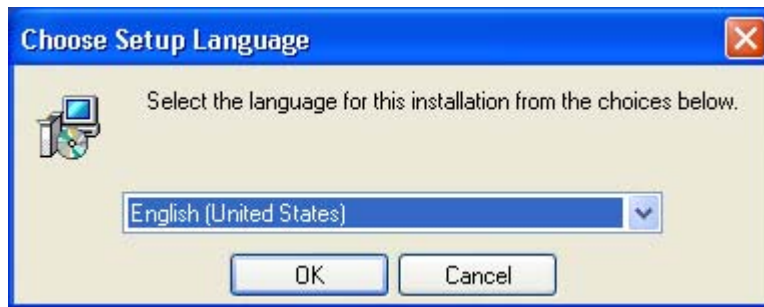 Choose Setup Language
Select the language for this installation from the choices below.
English (United States)
OK
Cancel